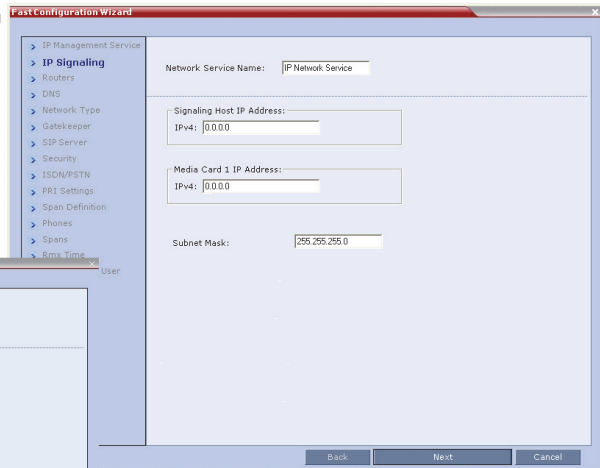 Fast Configuration Wizard
IP Management Service
IP Signaling
Routers
DNS
Network Type
Gatekeeper
SIP Server
Security
ISDN/PSTN
PRI Settings
Span Definition
Phones
Spans
Rmx Time
User
Network Service Name: IP Network Service
Signaling Host IP Address:
IPv4: 0.0.0.0
Media Card 1 IP Address:
IPv4: 0.0.0.0
Subnet Mask: 255.255.255.0
Back Next Cancel